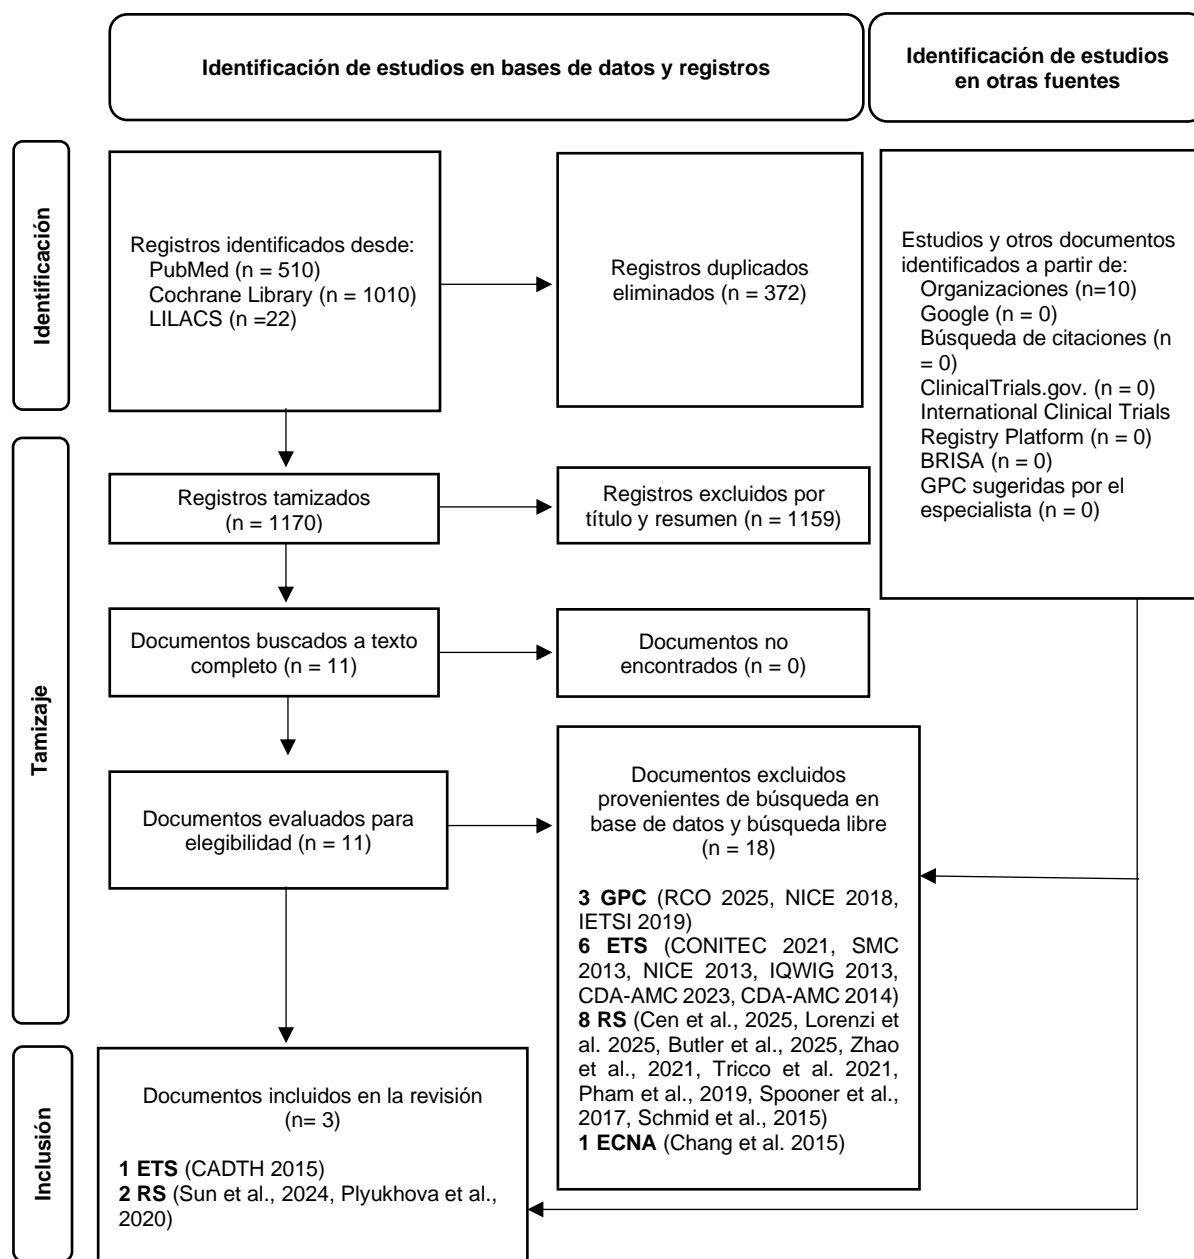 Identificación de estudios en bases de datos y registros
Identificación de estudios
en otras fuentes
Identificación
Registros identificados desde:
PubMed (n = 510)
Cochrane Library (n = 1010)
LILACS (n =22)
Registros duplicados
eliminados (n = 372)
Estudios y otros documentos
identificados a partir de:
Organizaciones (n=10)
Google (n = 0)
Búsqueda de citaciones (n
= 0)
ClinicalTrials.gov. (n = 0)
International Clinical Trials
Registry Platform (n = 0)
BRISA (n = 0)
GPC sugeridas por el
especialista (n = 0)
Tamizaje
Registros tamizados
(n = 1170)
Registros excluidos por
título y resumen (n = 1159)
Documentos buscados a texto
completo (n = 11)
Documentos no
encontrados (n = 0)
Documentos evaluados para
elegibilidad (n = 11)
Documentos excluidos
provenientes de búsqueda en
base de datos y búsqueda libre
(n = 18)
3 GPC (RCO 2025, NICE 2018,
IETSI 2019)
6 ETS (CONITEC 2021, SMC
2013, NICE 2013, IQWIG 2013,
CDA-AMC 2023, CDA-AMC 2014)
8 RS (Cen et al., 2025, Lorenzi et
al. 2025, Butler et al., 2025, Zhao
et al., 2021, Tricco et al. 2021,
Pham et al., 2019, Spooner et al.,
2017, Schmid et al., 2015)
1 ECNA (Chang et al. 2015)
Inclusión
Documentos incluidos en la revisión
(n= 3)
1 ETS (CADTH 2015)
2 RS (Sun et al., 2024, Plyukhova et al.,
2020)